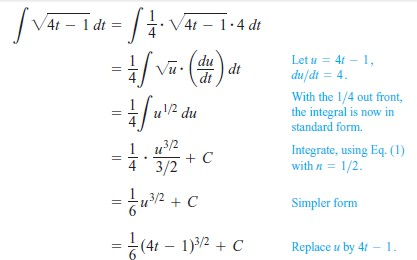 ∫ √(4t − 1) dt = ∫ 1/4 · √(4t − 1) · 4 dt
= 1/4 ∫ √u · (du/dt) dt
Let u = 4t − 1,
du/dt = 4.
= 1/4 ∫ u^(1/2) du
With the 1/4 out front,
the integral is now in
standard form.
= 1/4 · u^(3/2)/(3/2) + C
Integrate, using Eq. (1)
with n = 1/2.
= 1/6 u^(3/2) + C
Simpler form
= 1/6 (4t − 1)^(3/2) + C
Replace u by 4t − 1.